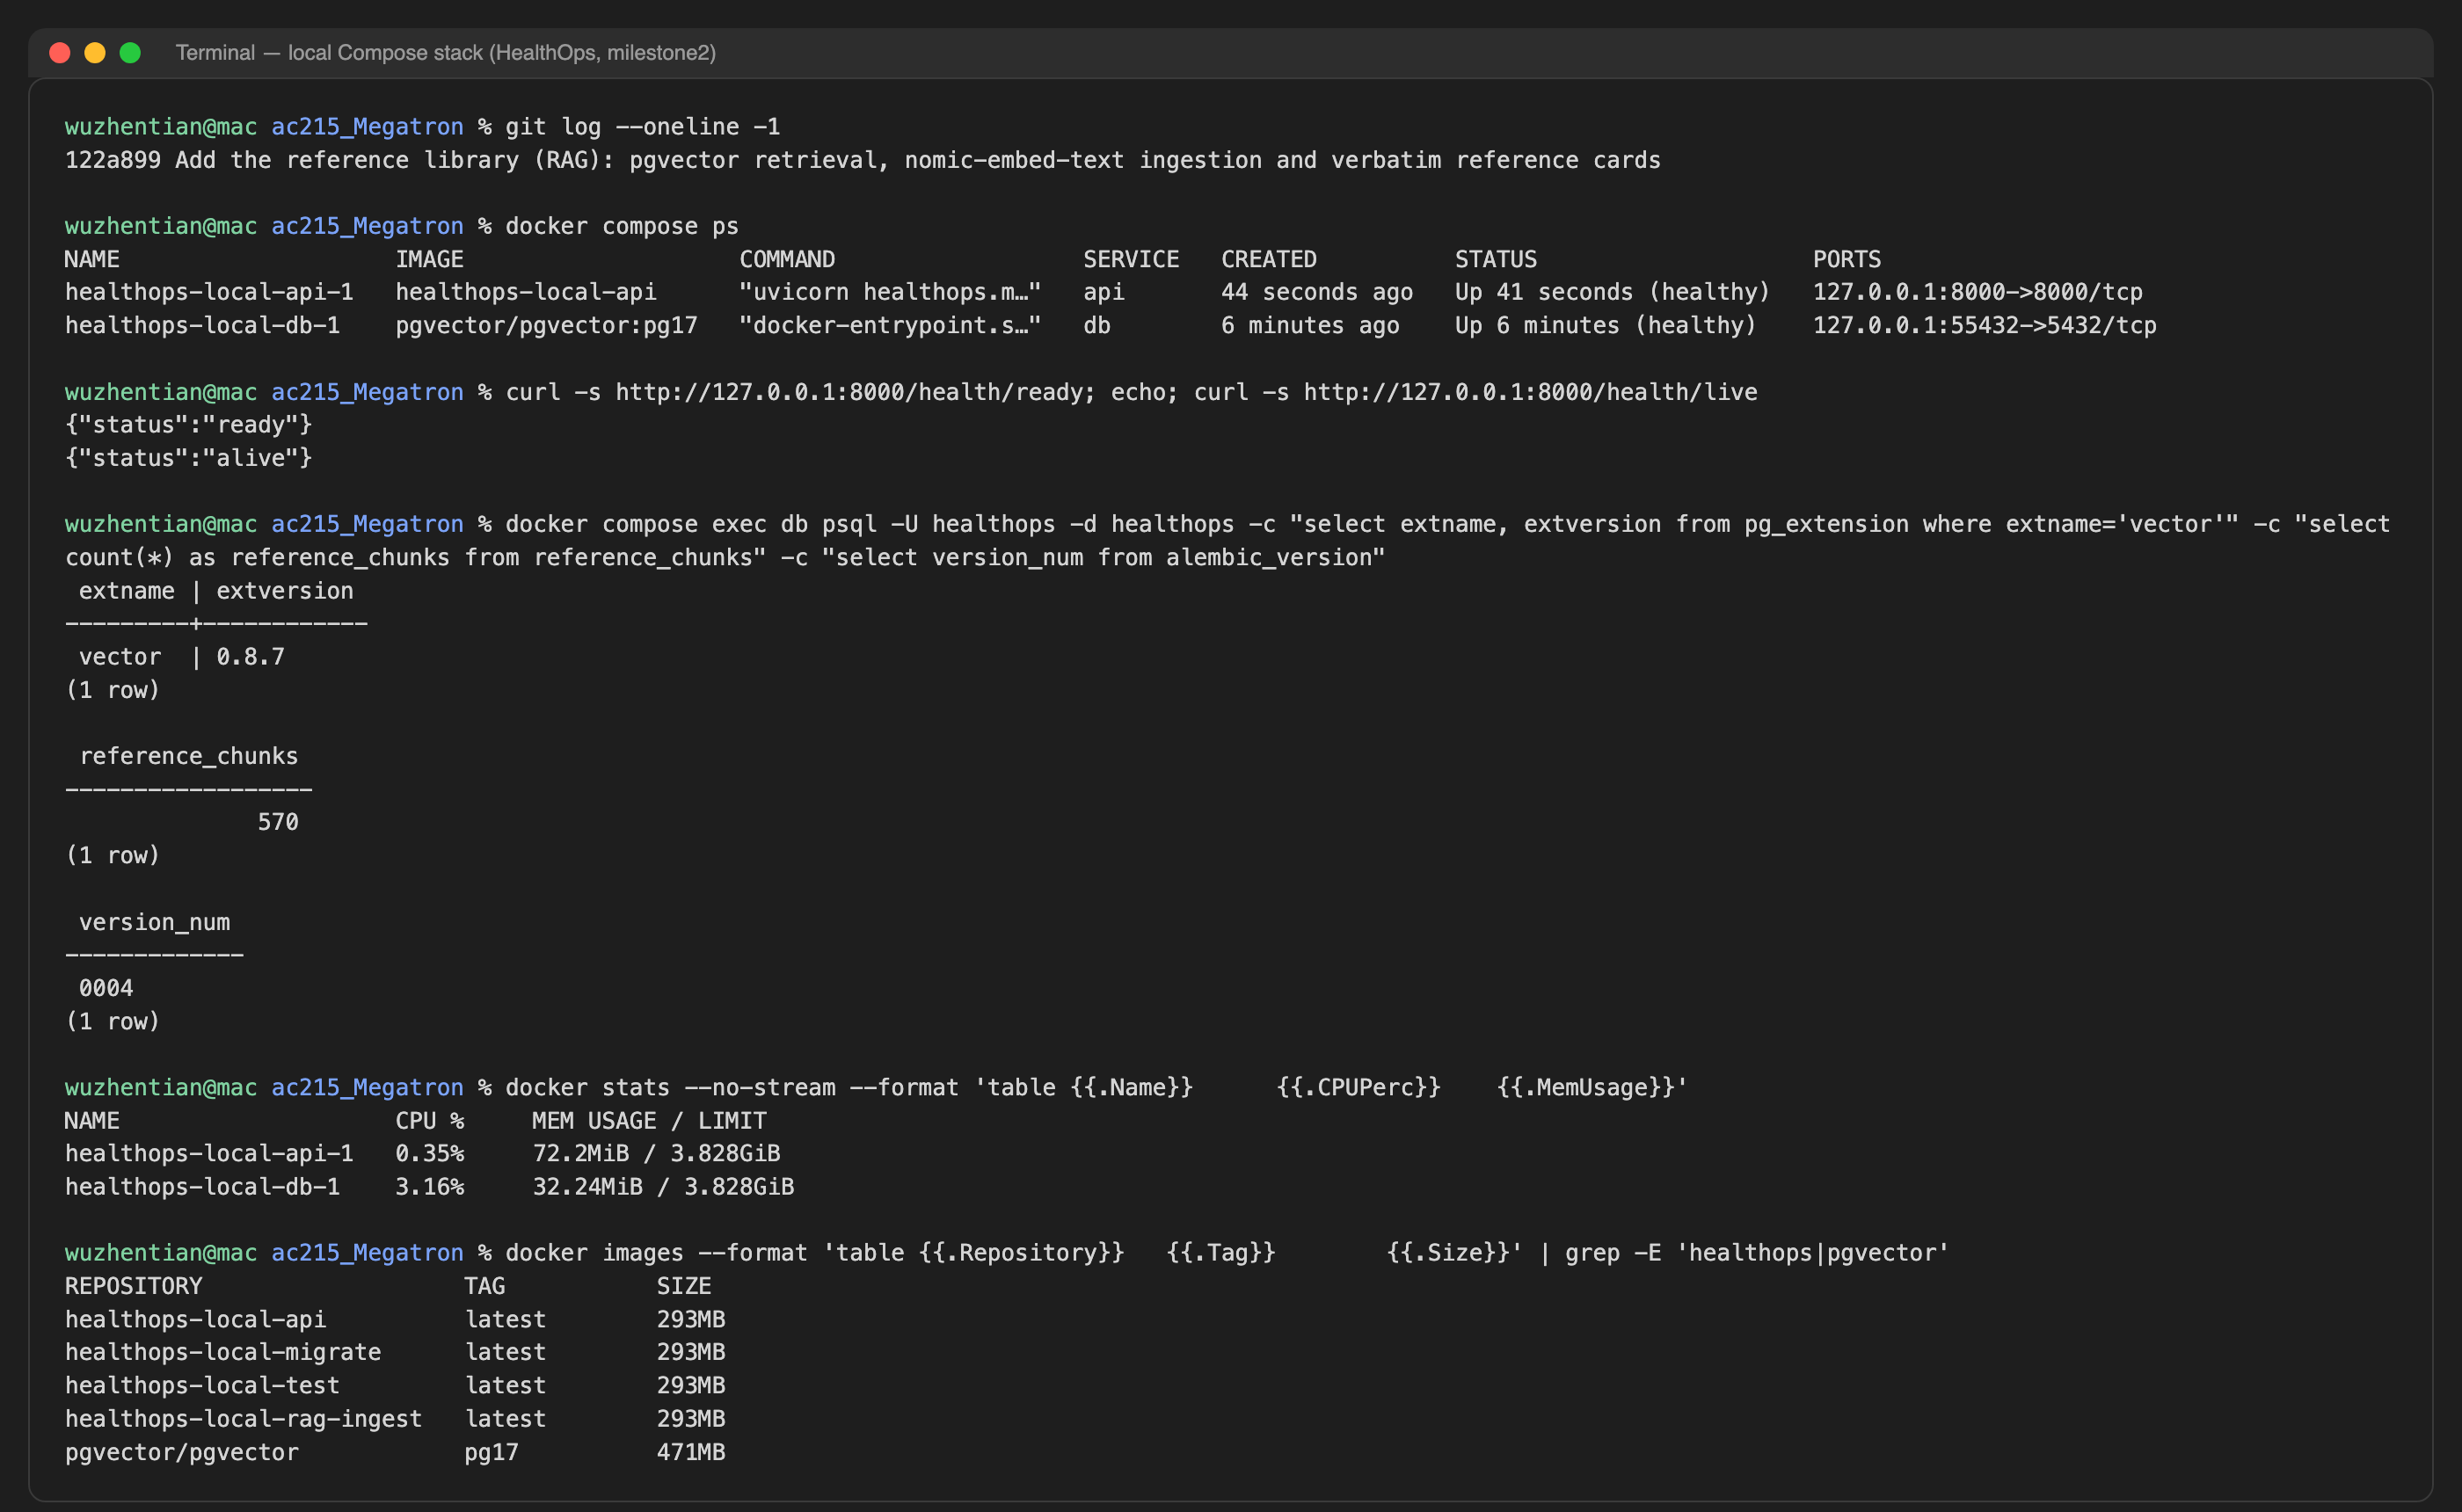 Terminal — local Compose stack (HealthOps, milestone2)
wuzhentian@mac ac215_Megatron % git log --oneline -1
122a899 Add the reference library (RAG): pgvector retrieval, nomic-embed-text ingestion and verbatim reference cards
wuzhentian@mac ac215_Megatron % docker compose ps
NAME                    IMAGE                    COMMAND                  SERVICE   CREATED          STATUS                    PORTS
healthops-local-api-1   healthops-local-api      "uvicorn healthops.m…"   api       44 seconds ago   Up 41 seconds (healthy)   127.0.0.1:8000->8000/tcp
healthops-local-db-1    pgvector/pgvector:pg17   "docker-entrypoint.s…"   db        6 minutes ago    Up 6 minutes (healthy)    127.0.0.1:55432->5432/tcp
wuzhentian@mac ac215_Megatron % curl -s http://127.0.0.1:8000/health/ready; echo; curl -s http://127.0.0.1:8000/health/live
{"status":"ready"}
{"status":"alive"}
wuzhentian@mac ac215_Megatron % docker compose exec db psql -U healthops -d healthops -c "select extname, extversion from pg_extension where extname='vector'" -c "select
count(*) as reference_chunks from reference_chunks" -c "select version_num from alembic_version"
 extname | extversion
---------+------------
 vector  | 0.8.7
(1 row)
 reference_chunks
------------------
              570
(1 row)
 version_num
-------------
 0004
(1 row)
wuzhentian@mac ac215_Megatron % docker stats --no-stream --format 'table {{.Name}}      {{.CPUPerc}}    {{.MemUsage}}'
NAME                    CPU %     MEM USAGE / LIMIT
healthops-local-api-1   0.35%     72.2MiB / 3.828GiB
healthops-local-db-1    3.16%     32.24MiB / 3.828GiB
wuzhentian@mac ac215_Megatron % docker images --format 'table {{.Repository}}   {{.Tag}}        {{.Size}}' | grep -E 'healthops|pgvector'
REPOSITORY                   TAG           SIZE
healthops-local-api          latest        293MB
healthops-local-migrate      latest        293MB
healthops-local-test         latest        293MB
healthops-local-rag-ingest   latest        293MB
pgvector/pgvector            pg17          471MB